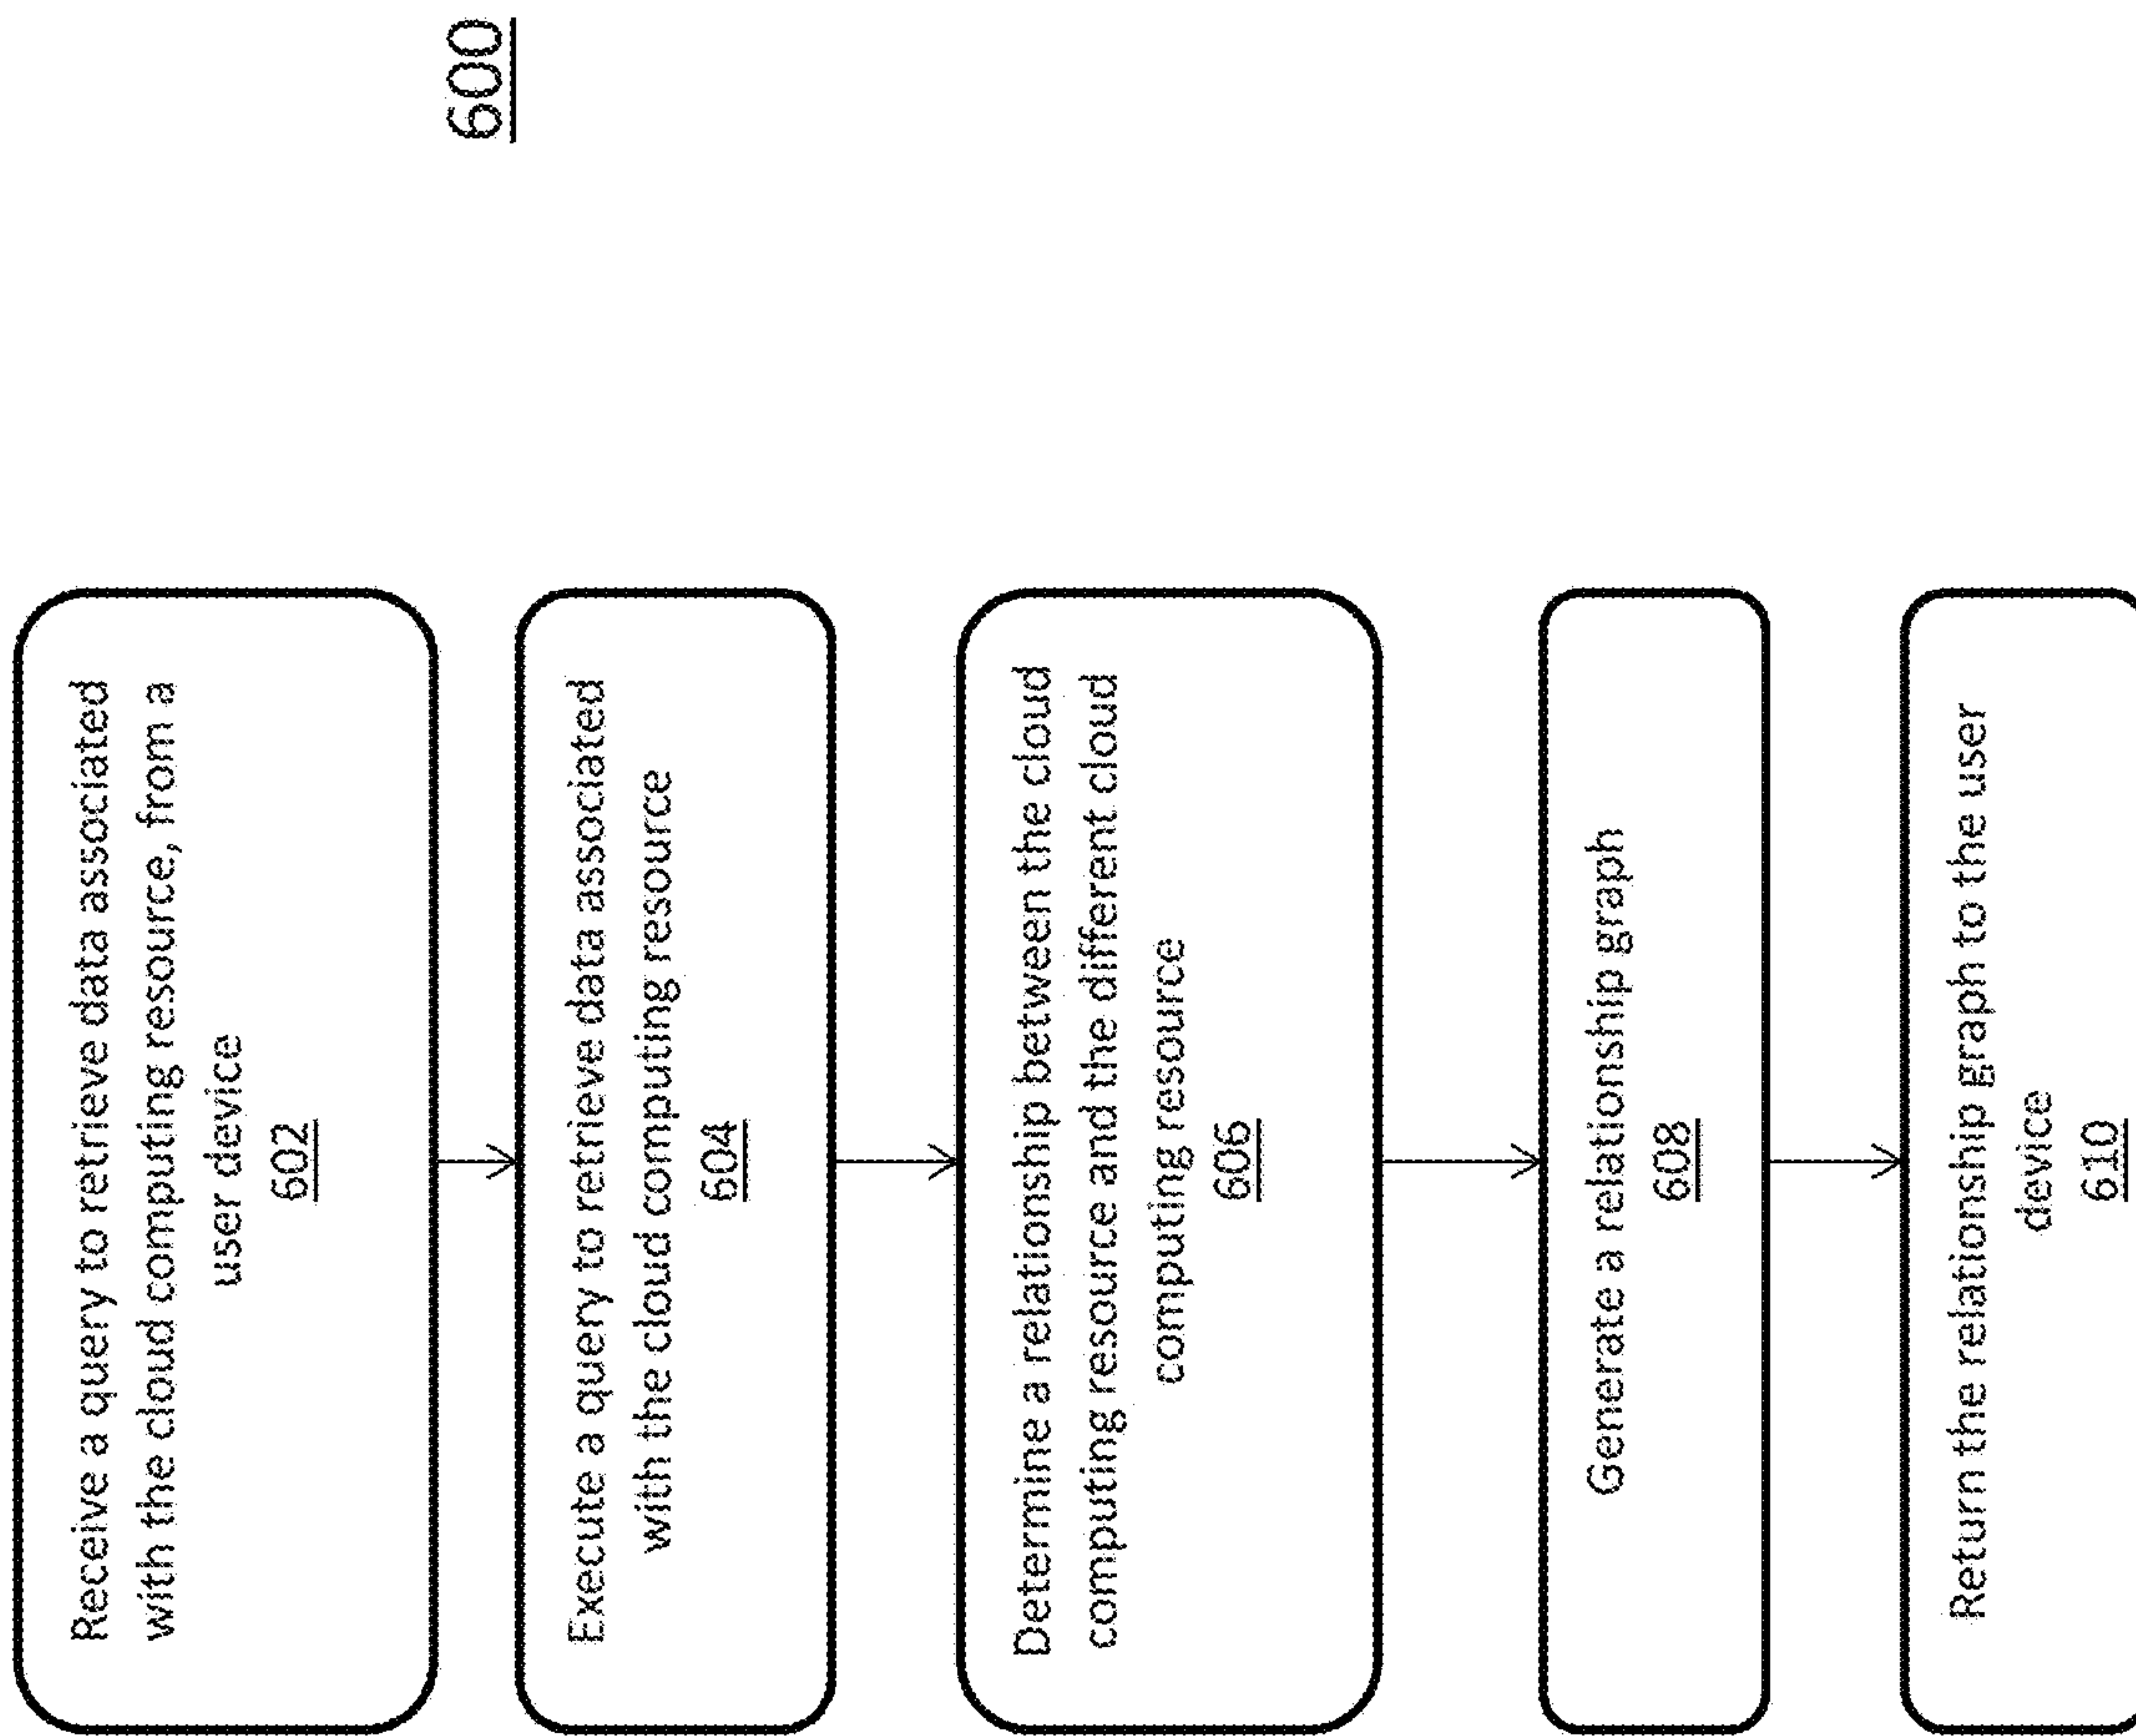 600
Receive a query to retrieve data associated
with the cloud computing resource, from a
user device
602
Execute a query to retrieve data associated
with the cloud computing resource
604
Determine a relationship between the cloud
computing resource and the different cloud
computing resource
606
Generate a relationship graph
608
Return the relationship graph to the user
device
610